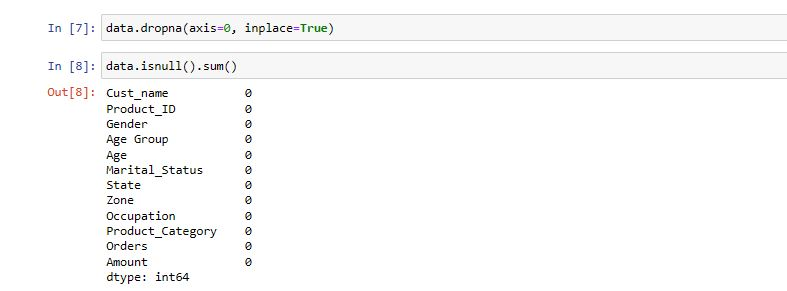 In [7]: data.dropna(axis=0, inplace=True)
In [8]: data.isnull().sum()
Out[8]: Cust_name 0
Product_ID 0
Gender 0
Age Group 0
Age 0
Marital_Status 0
State 0
Zone 0
Occupation 0
Product_Category 0
Orders 0
Amount 0
dtype: int64